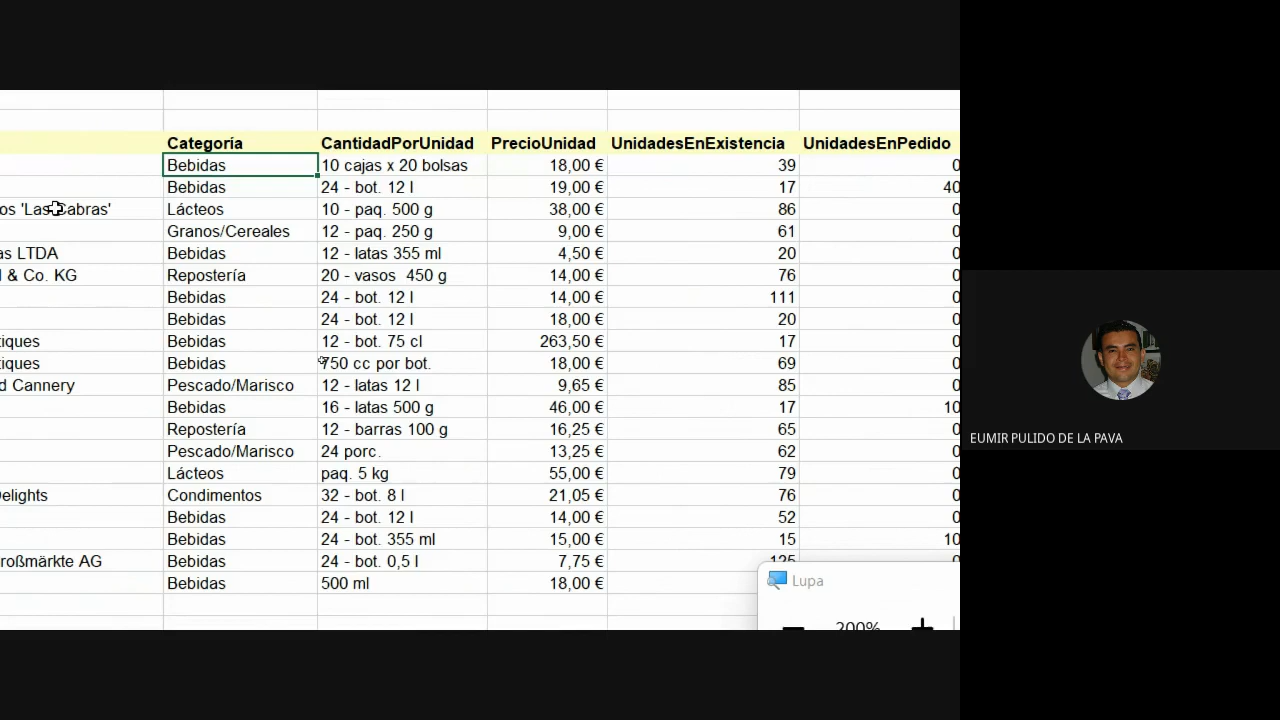 Categoría CantidadPorUnidad PrecioUnidad UnidadesEnExistencia UnidadesEnPedido
Bebidas 10 cajas x 20 bolsas 18,00 € 39 0
Bebidas 24 - bot. 12 l 19,00 € 17 40
os 'Las Cabras' Lácteos 10 - paq. 500 g 38,00 € 86 0
Granos/Cereales 12 - paq. 250 g 9,00 € 61 0
as LTDA Bebidas 12 - latas 355 ml 4,50 € 20 0
& Co. KG Repostería 20 - vasos 450 g 14,00 € 76 0
Bebidas 24 - bot. 12 l 14,00 € 111 0
Bebidas 24 - bot. 12 l 18,00 € 20 0
tiques Bebidas 12 - bot. 75 cl 263,50 € 17 0
tiques Bebidas 750 cc por bot. 18,00 € 69 0
d Cannery Pescado/Marisco 12 - latas 12 l 9,65 € 85 0
Bebidas 16 - latas 500 g 46,00 € 17 10
Repostería 12 - barras 100 g 16,25 € 65 0
Pescado/Marisco 24 porc. 13,25 € 62 0
Lácteos paq. 5 kg 55,00 € 79 0
Delights Condimentos 32 - bot. 8 l 21,05 € 76 0
Bebidas 24 - bot. 12 l 14,00 € 52 0
Bebidas 24 - bot. 355 ml 15,00 € 15 10
roßmärkte AG Bebidas 24 - bot. 0,5 l 7,75 € 125 0
Bebidas 500 ml 18,00 €
Lupa
200%
EUMIR PULIDO DE LA PAVA